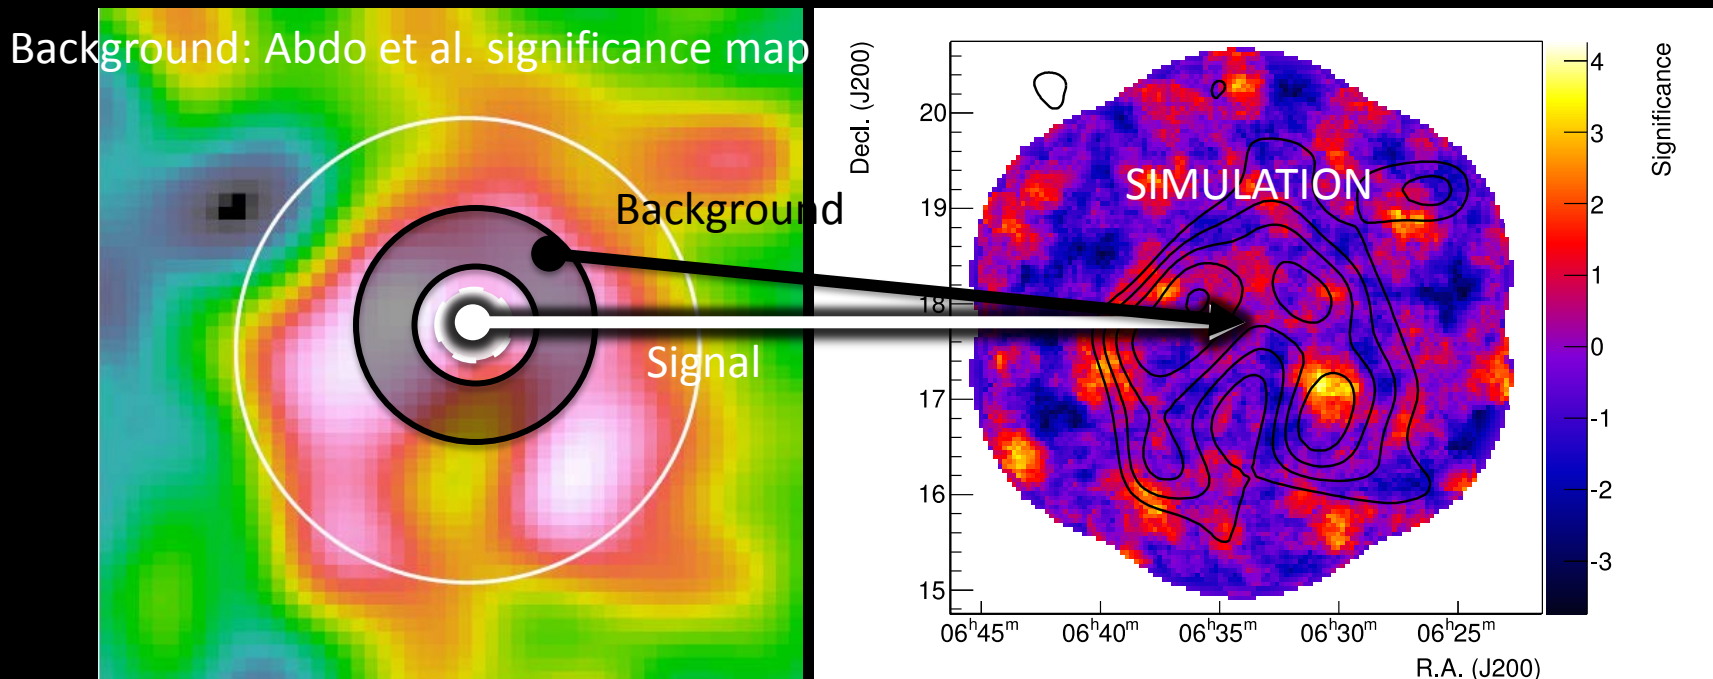 Background: Abdo et al. significance map
Background
Signal
SIMULATION
Decl. (J200)
20
19
18
17
16
15
06h45m 06h40m 06h35m 06h30m 06h25m
R.A. (J200)
Significance
4
3
2
1
0
-1
-2
-3